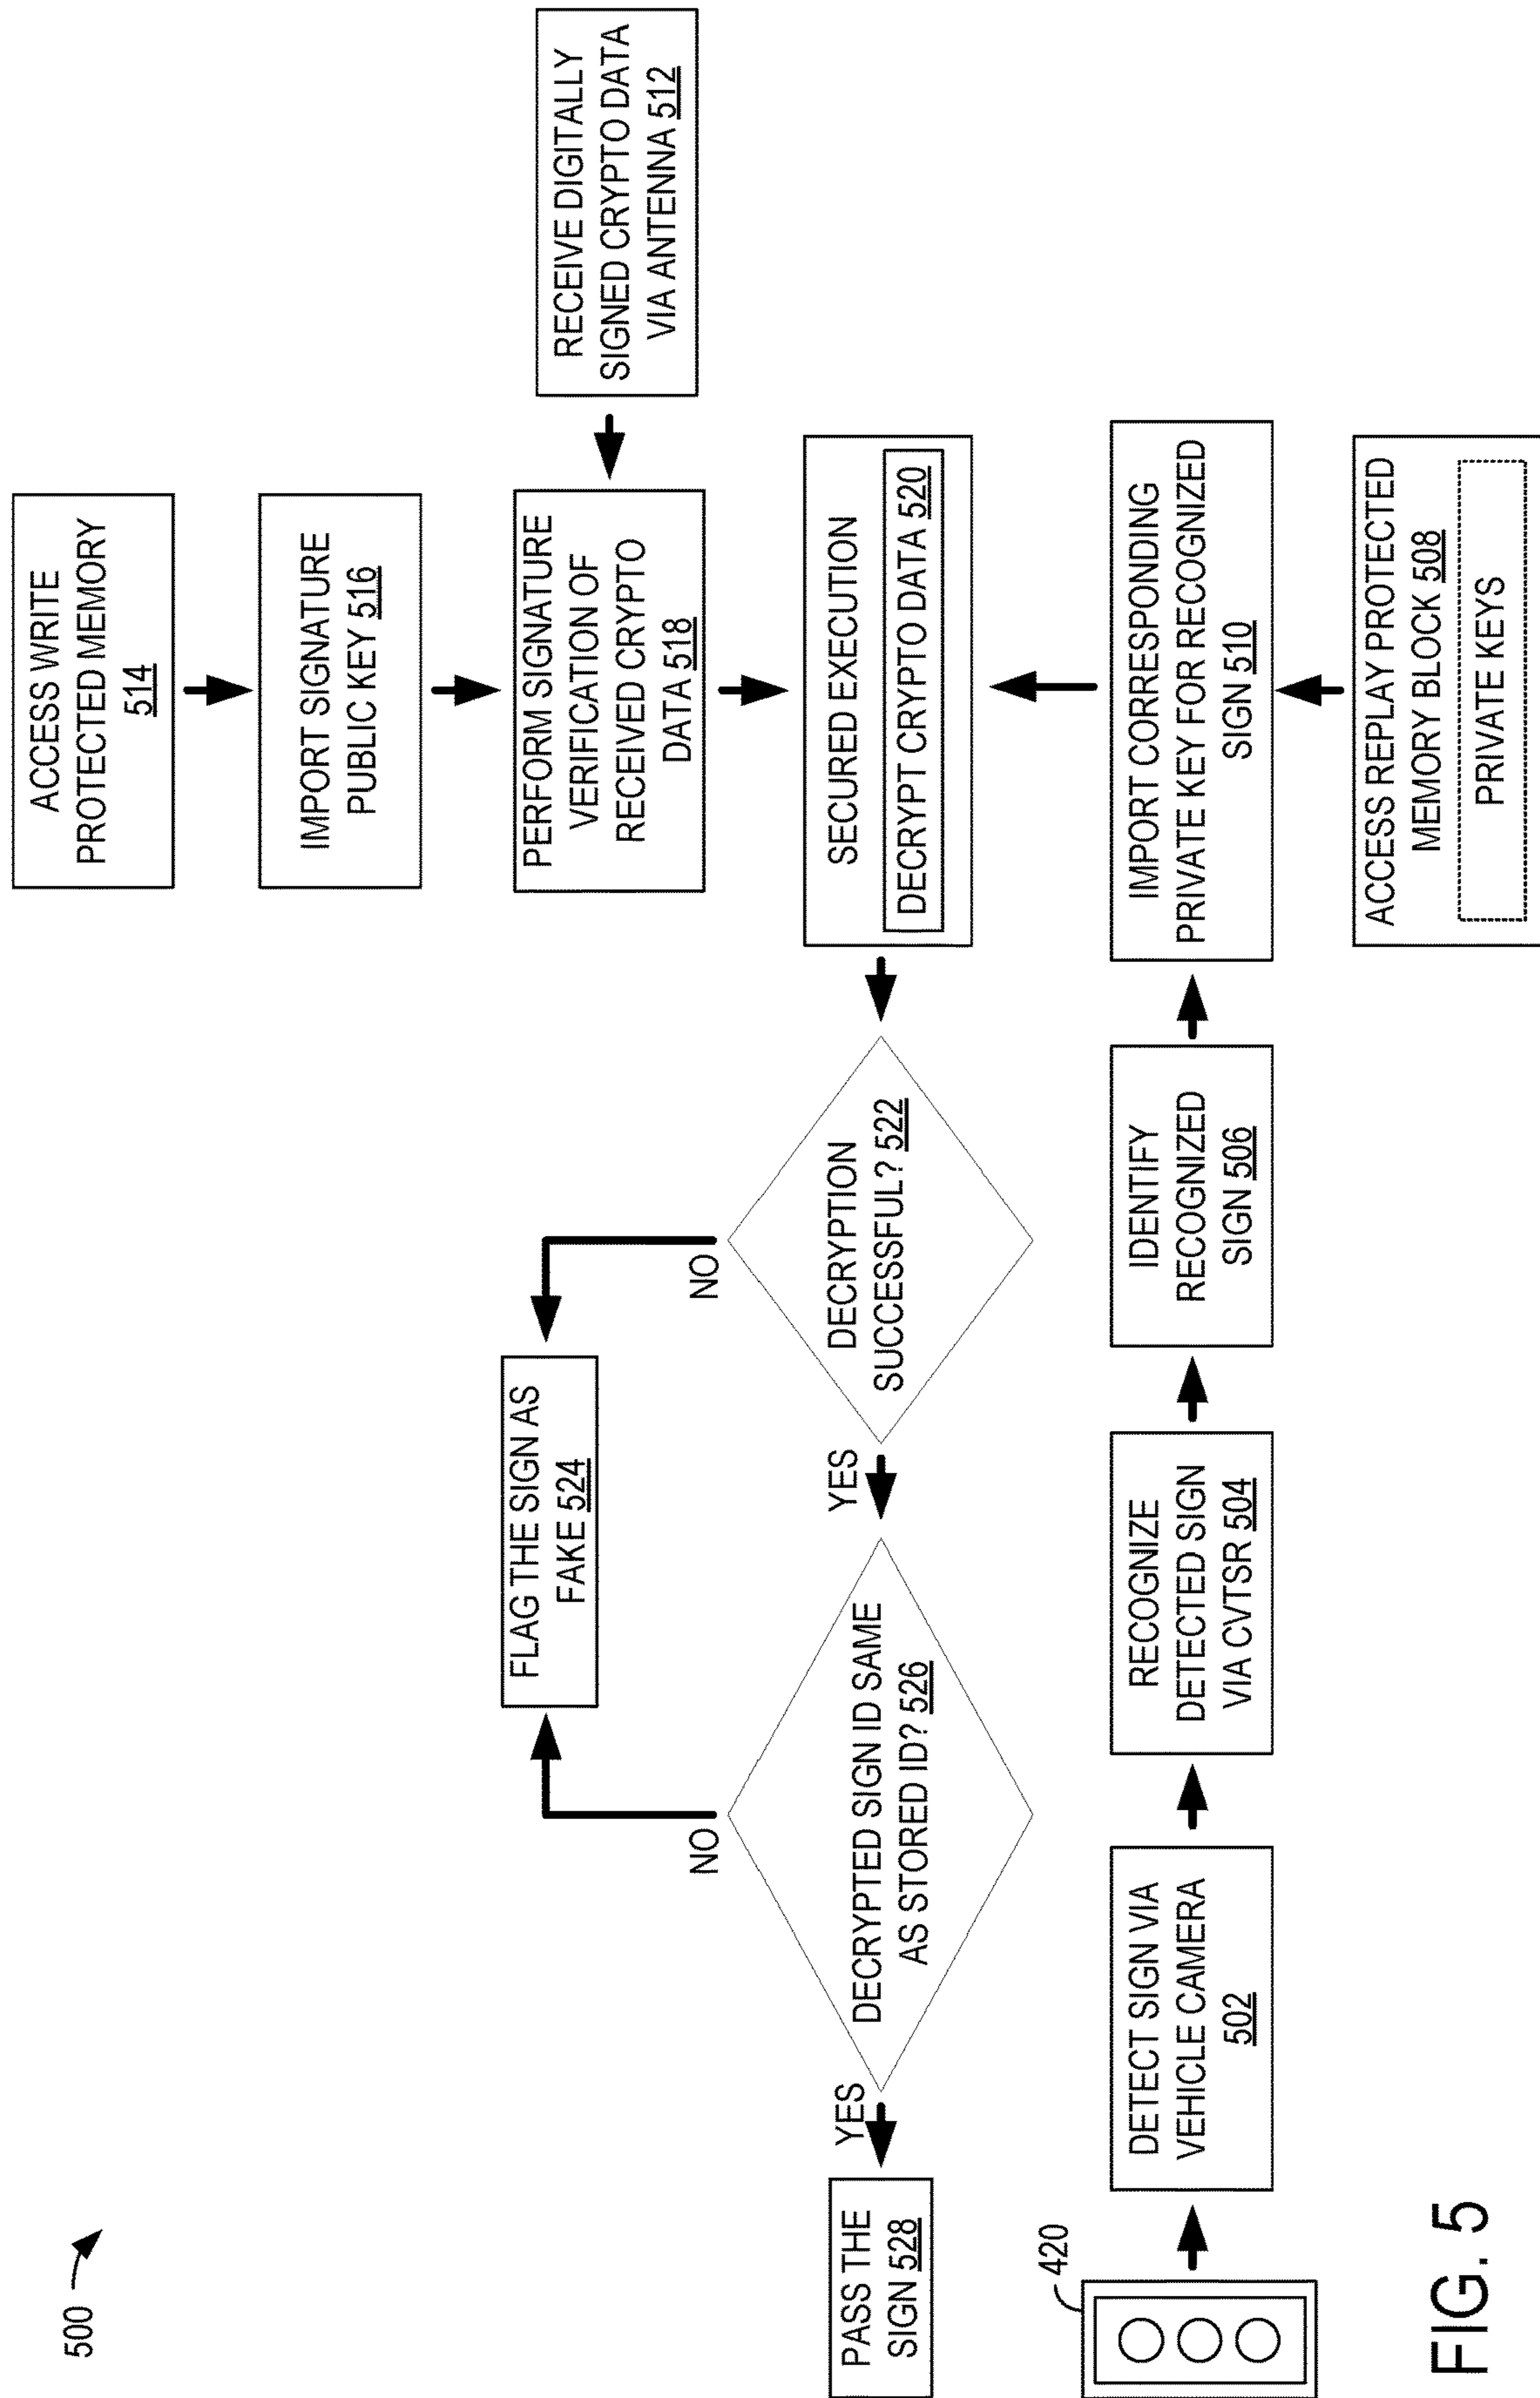 500
ACCESS WRITE
PROTECTED MEMORY
514
IMPORT SIGNATURE
PUBLIC KEY 516
PERFORM SIGNATURE
VERIFICATION OF
RECEIVED CRYPTO
DATA 518
RECEIVE DIGITALLY
SIGNED CRYPTO DATA
VIA ANTENNA 512
FLAG THE SIGN AS
FAKE 524
NO
NO
PASS THE
SIGN 528
YES
DECRYPTED SIGN ID SAME
AS STORED ID? 526
YES
DECRYPTION
SUCCESSFUL? 522
SECURED EXECUTION
DECRYPT CRYPTO DATA 520
420
DETECT SIGN VIA
VEHICLE CAMERA
502
RECOGNIZE
DETECTED SIGN
VIA CVTSR 504
IDENTIFY
RECOGNIZED
SIGN 506
IMPORT CORRESPONDING
PRIVATE KEY FOR RECOGNIZED
SIGN 510
ACCESS REPLAY PROTECTED
MEMORY BLOCK 508
PRIVATE KEYS
FIG. 5